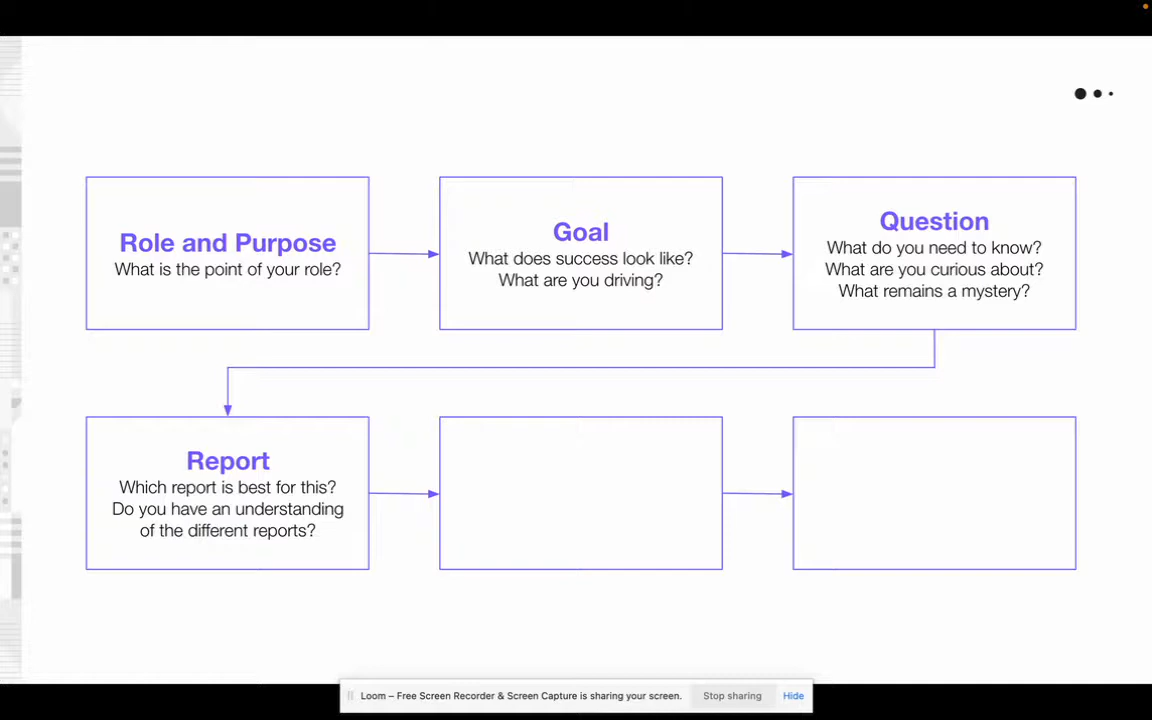 Role and Purpose
What is the point of your role?
Goal
What does success look like?
What are you driving?
Question
What do you need to know?
What are you curious about?
What remains a mystery?
Report
Which report is best for this?
Do you have an understanding
of the different reports?
Loom – Free Screen Recorder & Screen Capture is sharing your screen.
Stop sharing
Hide